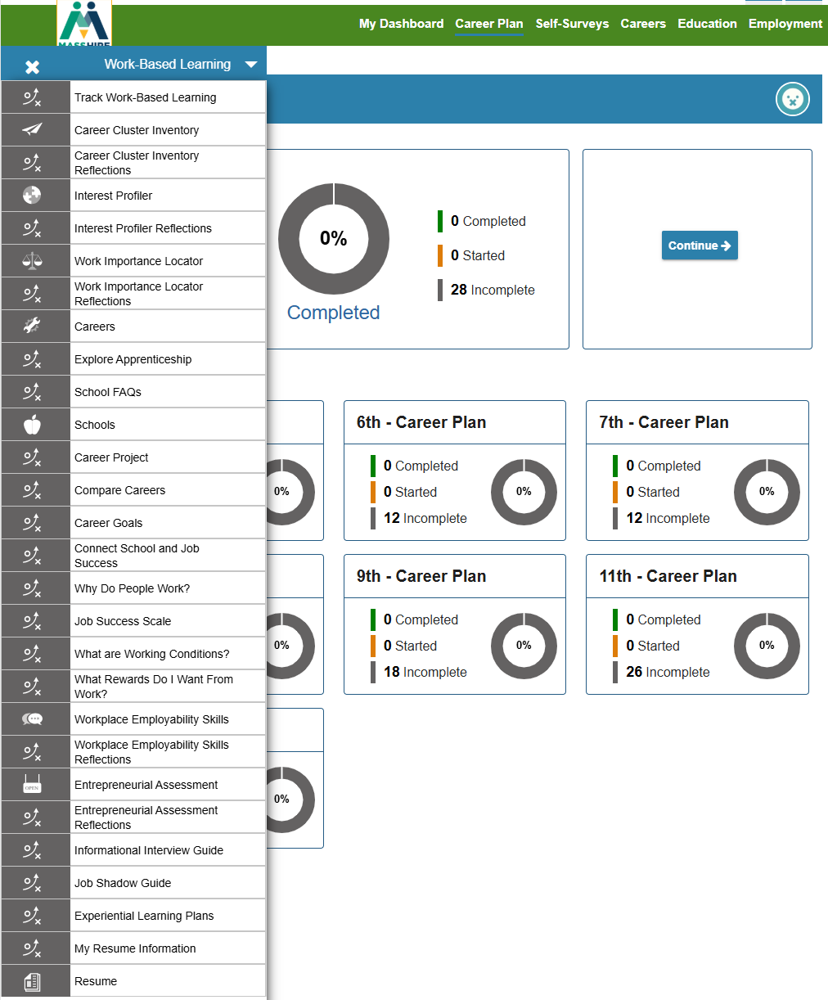 MASSHIRE
My Dashboard Career Plan Self-Surveys Careers Education Employment
Work-Based Learning
Track Work-Based Learning
Career Cluster Inventory
Career Cluster Inventory
Reflections
Interest Profiler
Interest Profiler Reflections
Work Importance Locator
Work Importance Locator
Reflections
Careers
Explore Apprenticeship
School FAQs
Schools
Career Project
Compare Careers
Career Goals
Connect School and Job
Success
Why Do People Work?
Job Success Scale
What are Working Conditions?
What Rewards Do I Want From
Work?
Workplace Employability Skills
Workplace Employability Skills
Reflections
OPEN
Entrepreneurial Assessment
Entrepreneurial Assessment
Reflections
Informational Interview Guide
Job Shadow Guide
Experiential Learning Plans
My Resume Information
Resume
0%
Completed
0 Completed
0 Started
28 Incomplete
Continue
0%
6th - Career Plan
0 Completed
0 Started
12 Incomplete
0%
7th - Career Plan
0 Completed
0 Started
12 Incomplete
0%
0%
9th - Career Plan
0 Completed
0 Started
18 Incomplete
0%
11th - Career Plan
0 Completed
0 Started
26 Incomplete
0%
0%